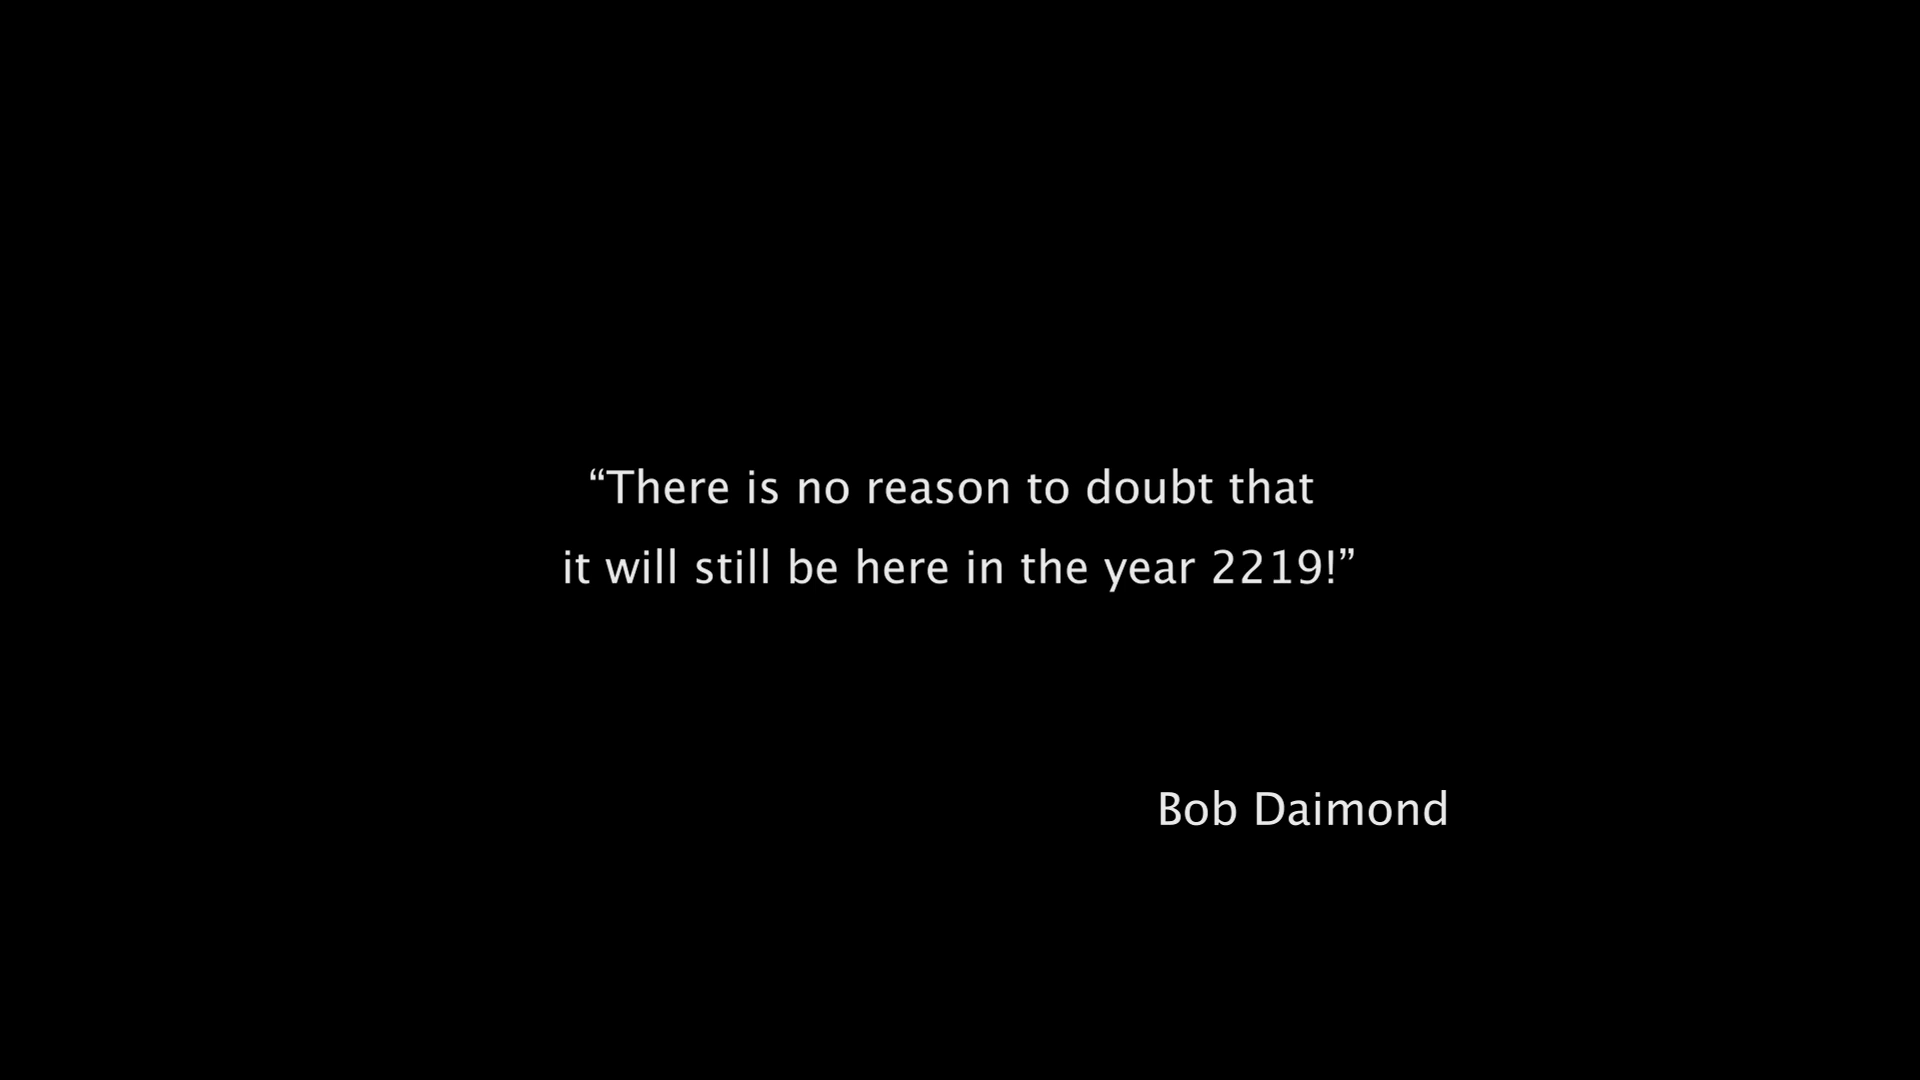 “There is no reason to doubt that
it will still be here in the year 2219!”
Bob Daimond